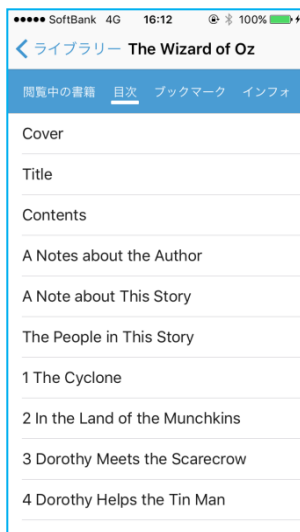 SoftBank 4G 16:12 100%
ライブラリー The Wizard of Oz
閲覧中の書籍 目次 ブックマーク インフォ
Cover
Title
Contents
A Notes about the Author
A Note about This Story
The People in This Story
1 The Cyclone
2 In the Land of the Munchkins
3 Dorothy Meets the Scarecrow
4 Dorothy Helps the Tin Man